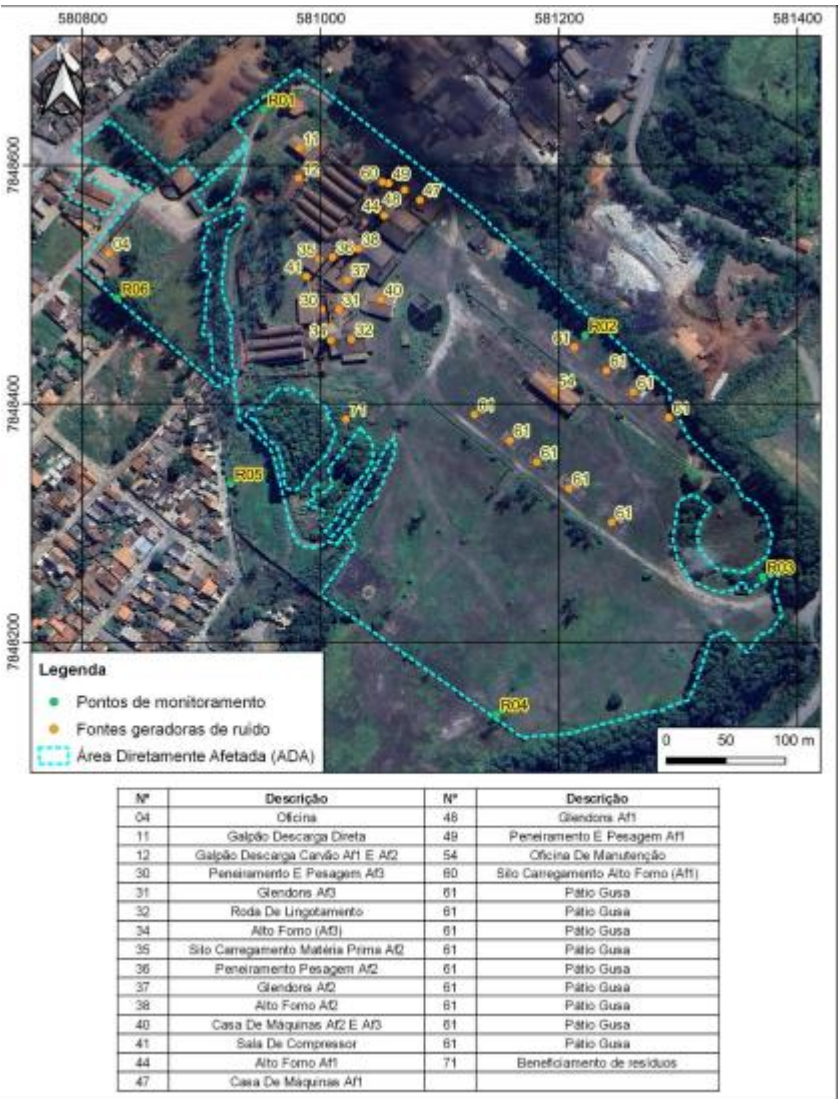 580800 581000 581200 581400
N
R01
7848600
11
12
60 49
48 47
44
04
35 36 38
41 37
R06
30 31 40
34 32
R02
61
61
61
54
61
7848400
71
61
61
61
R05
61
61
R03
7848200
R04
Legenda
Pontos de monitoramento
Fontes geradoras de ruído
Área Diretamente Afetada (ADA)
0 50 100 m
Nº Descrição Nº Descrição
04 Oficina 48 Glendons Af1
11 Galpão Descarga Direta 49 Peneiramento E Pesagem Af1
12 Galpão Descarga Carvão Af1 E Af2 54 Oficina De Manutenção
30 Peneiramento E Pesagem Af3 60 Silo Carregamento Alto Forno (Af1)
31 Glendons Af3 61 Pátio Gusa
32 Roda De Lingotamento 61 Pátio Gusa
34 Alto Forno (Af3) 61 Pátio Gusa
35 Silo Carregamento Matéria Prima Af2 61 Pátio Gusa
36 Peneiramento Pesagem Af2 61 Pátio Gusa
37 Glendons Af2 61 Pátio Gusa
38 Alto Forno Af2 61 Pátio Gusa
40 Casa De Máquinas Af2 E Af3 61 Pátio Gusa
41 Sala De Compressor 61 Pátio Gusa
44 Alto Forno Af1 71 Beneficiamento de resíduos
47 Casa De Máquinas Af1